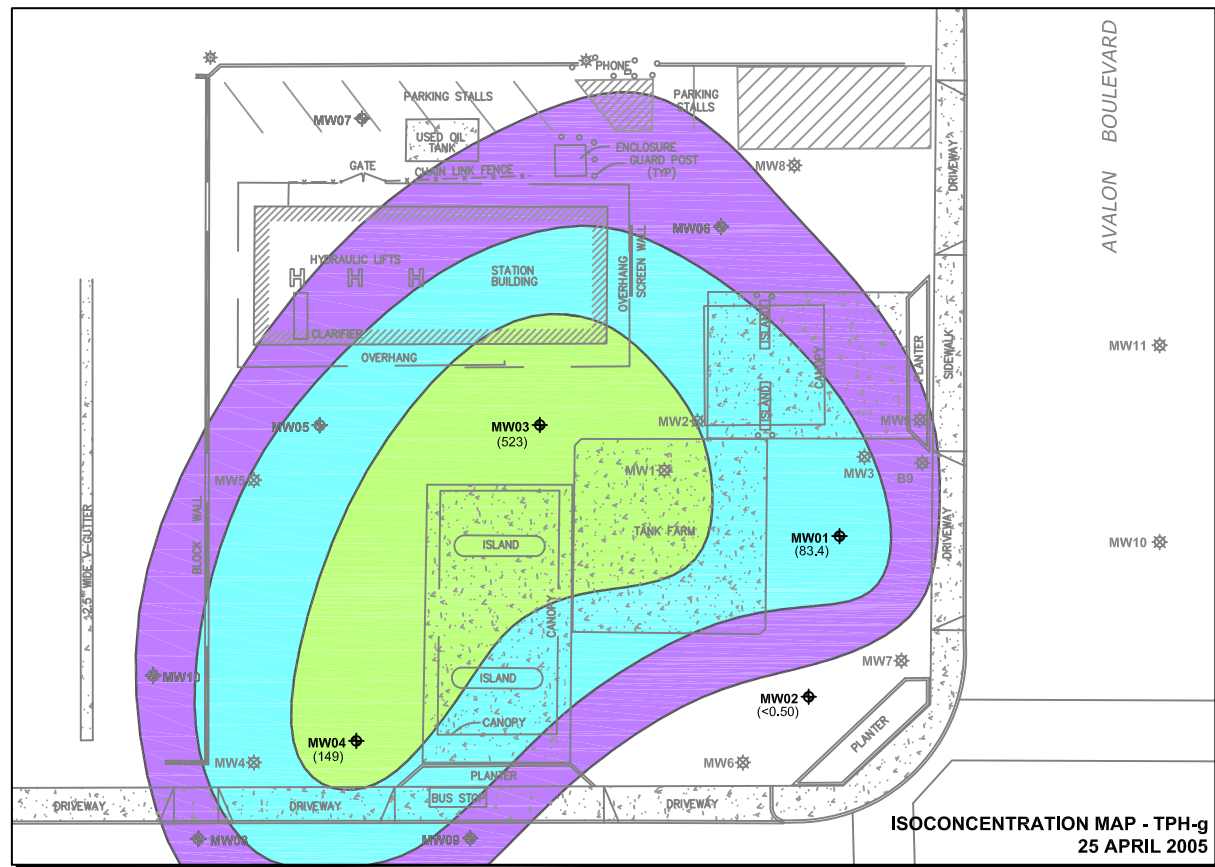 AVALON BOULEVARD
PHONE
PARKING STALLS
PARKING
STALLS
MW07
USED OIL
TANK
ENCLOSURE
GUARD POST
(TYP)
MW8
DRIVEWAY
GATE
CHAIN LINK FENCE
MW06
HYDRAULIC LIFTS
STATION
BUILDING
OVERHANG
SCREEN WALL
CLARIFIER
OVERHANG
ISLAND
CANOPY
PLANTER
SIDEWALK
MW11
ISLAND
MW05
MW03
(523)
MW2
MW9
MW5
MW1
MW3
B9
BLOCK WALL
2.5" WIDE V-GUTTER
TANK FARM
MW01
(83.4)
DRIVEWAY
MW10
ISLAND
CANOPY
MW10
ISLAND
MW7
MW02
(<0.50)
CANOPY
PLANTER
MW04
(149)
MW4
MW6
PLANTER
DRIVEWAY
DRIVEWAY
BUS STOP
DRIVEWAY
MW08
MW09
ISOCONCENTRATION MAP - TPH-g
25 APRIL 2005